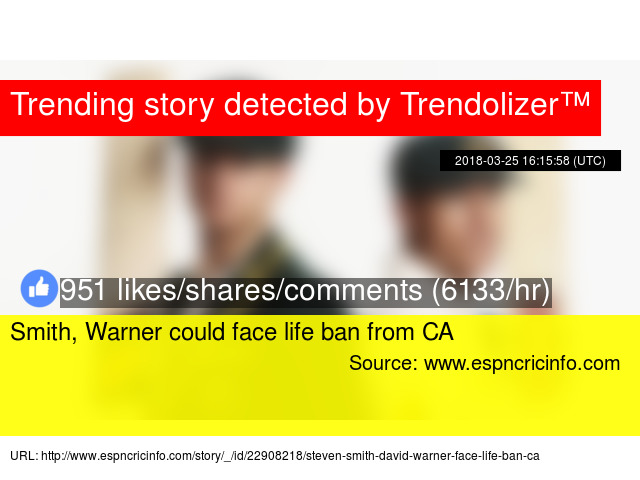 Trending story detected by Trendolizer™
2018-03-25 16:15:58 (UTC)
951 likes/shares/comments (6133/hr)
Smith, Warner could face life ban from CA
Source: www.espncricinfo.com
URL: http://www.espncricinfo.com/story/_/id/22908218/steven-smith-david-warner-face-life-ban-ca